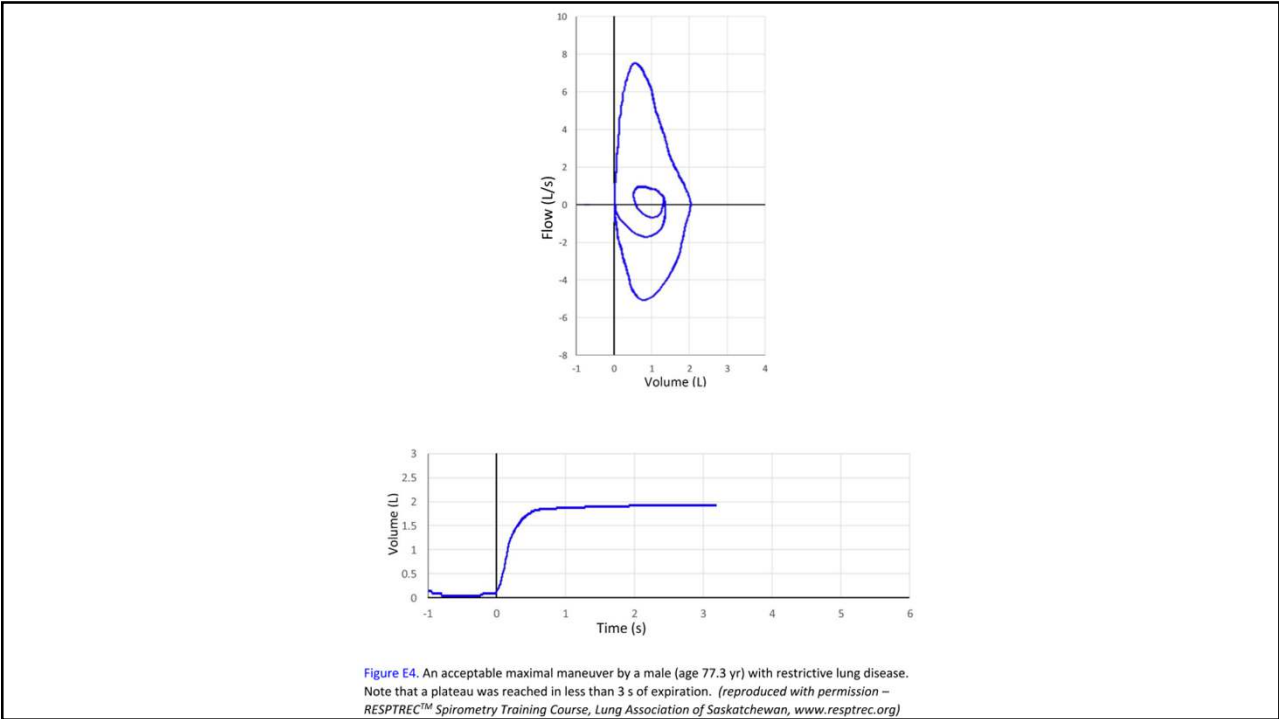 10
8
6
4
2
0
-2
-4
-6
-8
Flow (L/s)
-1 0 1 2 3 4
Volume (L)
3
2.5
2
1.5
1
0.5
0
Volume (L)
-1 0 1 2 3 4 5 6
Time (s)
Figure E4. An acceptable maximal maneuver by a male (age 77.3 yr) with restrictive lung disease.
Note that a plateau was reached in less than 3 s of expiration. (reproduced with permission –
RESPTREC™ Spirometry Training Course, Lung Association of Saskatchewan, www.resptrec.org)